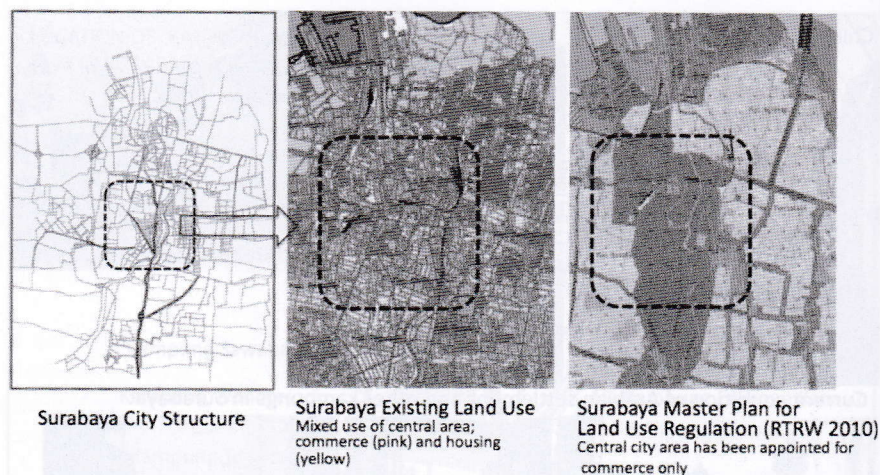 Surabaya City Structure
Surabaya Existing Land Use
Mixed use of central area;
commerce (pink) and housing
(yellow)
Surabaya Master Plan for
Land Use Regulation (RTRW 2010)
Central city area has been appointed for
commerce only